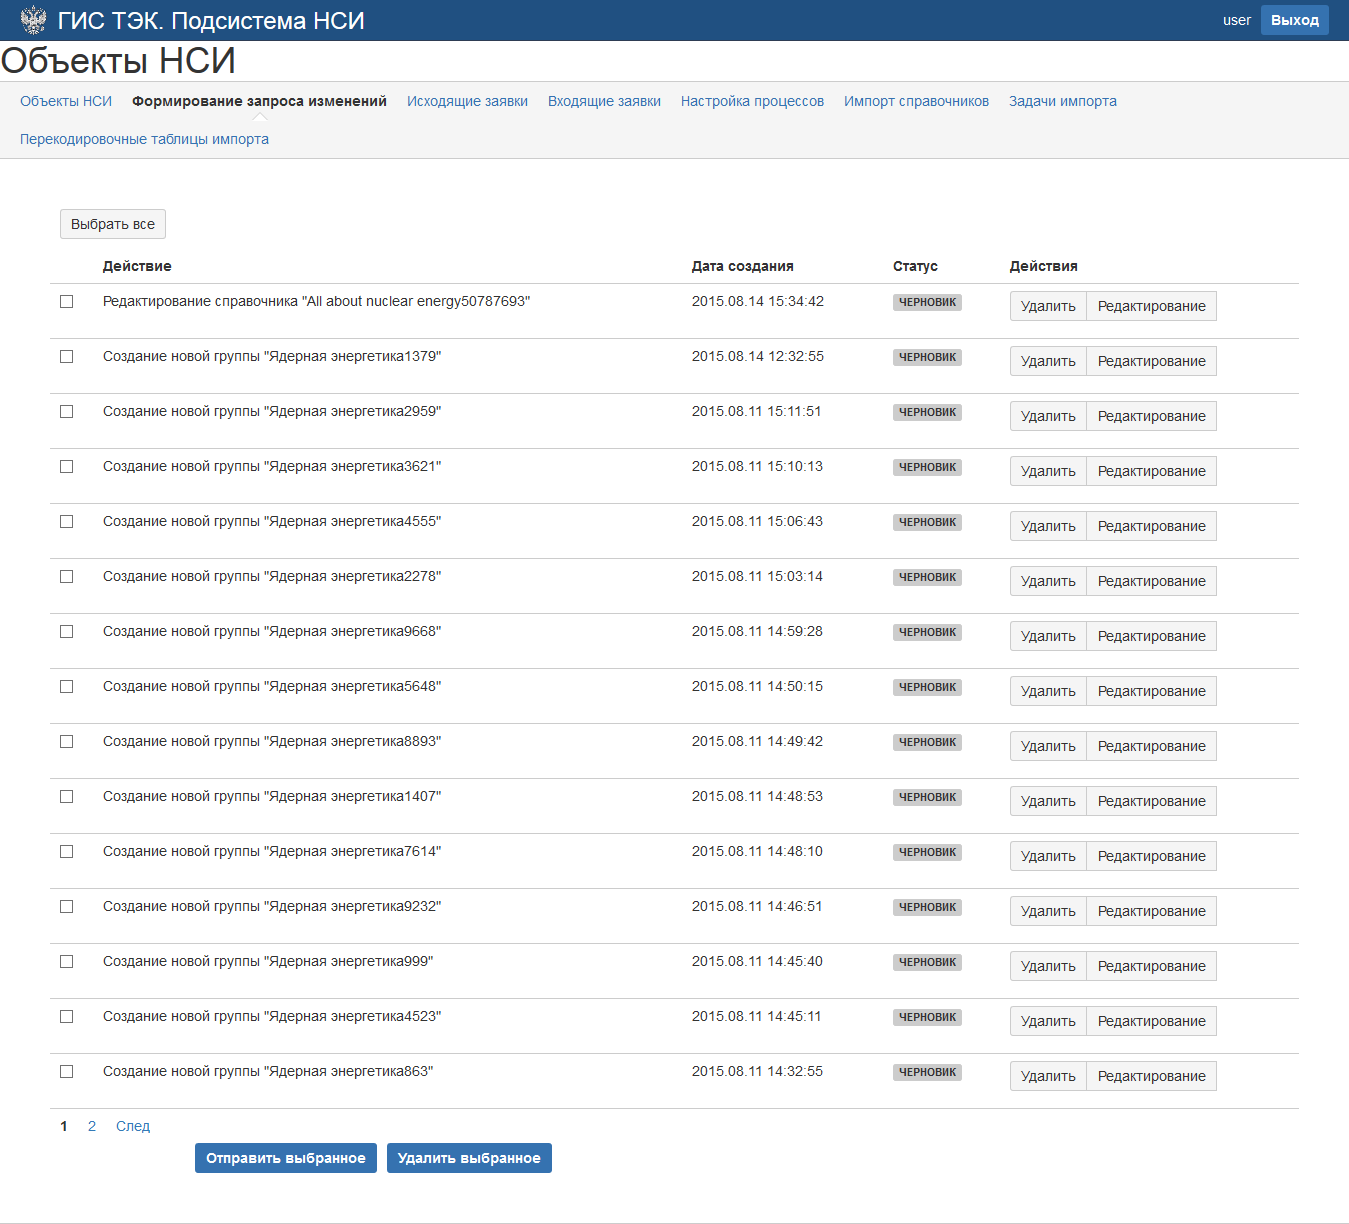 ГИС ТЭК. Подсистема НСИ user Выход
Объекты НСИ
Объекты НСИ Формирование запроса изменений Исходящие заявки Входящие заявки Настройка процессов Импорт справочников Задачи импорта
Перекодировочные таблицы импорта
Выбрать все
Действие Дата создания Статус Действия
Редактирование справочника "All about nuclear energy50787693" 2015.08.14 15:34:42 ЧЕРНОВИК Удалить Редактирование
Создание новой группы "Ядерная энергетика1379" 2015.08.14 12:32:55 ЧЕРНОВИК Удалить Редактирование
Создание новой группы "Ядерная энергетика2959" 2015.08.11 15:11:51 ЧЕРНОВИК Удалить Редактирование
Создание новой группы "Ядерная энергетика3621" 2015.08.11 15:10:13 ЧЕРНОВИК Удалить Редактирование
Создание новой группы "Ядерная энергетика4555" 2015.08.11 15:06:43 ЧЕРНОВИК Удалить Редактирование
Создание новой группы "Ядерная энергетика2278" 2015.08.11 15:03:14 ЧЕРНОВИК Удалить Редактирование
Создание новой группы "Ядерная энергетика9668" 2015.08.11 14:59:28 ЧЕРНОВИК Удалить Редактирование
Создание новой группы "Ядерная энергетика5648" 2015.08.11 14:50:15 ЧЕРНОВИК Удалить Редактирование
Создание новой группы "Ядерная энергетика8893" 2015.08.11 14:49:42 ЧЕРНОВИК Удалить Редактирование
Создание новой группы "Ядерная энергетика1407" 2015.08.11 14:48:53 ЧЕРНОВИК Удалить Редактирование
Создание новой группы "Ядерная энергетика7614" 2015.08.11 14:48:10 ЧЕРНОВИК Удалить Редактирование
Создание новой группы "Ядерная энергетика9232" 2015.08.11 14:46:51 ЧЕРНОВИК Удалить Редактирование
Создание новой группы "Ядерная энергетика999" 2015.08.11 14:45:40 ЧЕРНОВИК Удалить Редактирование
Создание новой группы "Ядерная энергетика4523" 2015.08.11 14:45:11 ЧЕРНОВИК Удалить Редактирование
Создание новой группы "Ядерная энергетика863" 2015.08.11 14:32:55 ЧЕРНОВИК Удалить Редактирование
1 2 След
Отправить выбранное Удалить выбранное